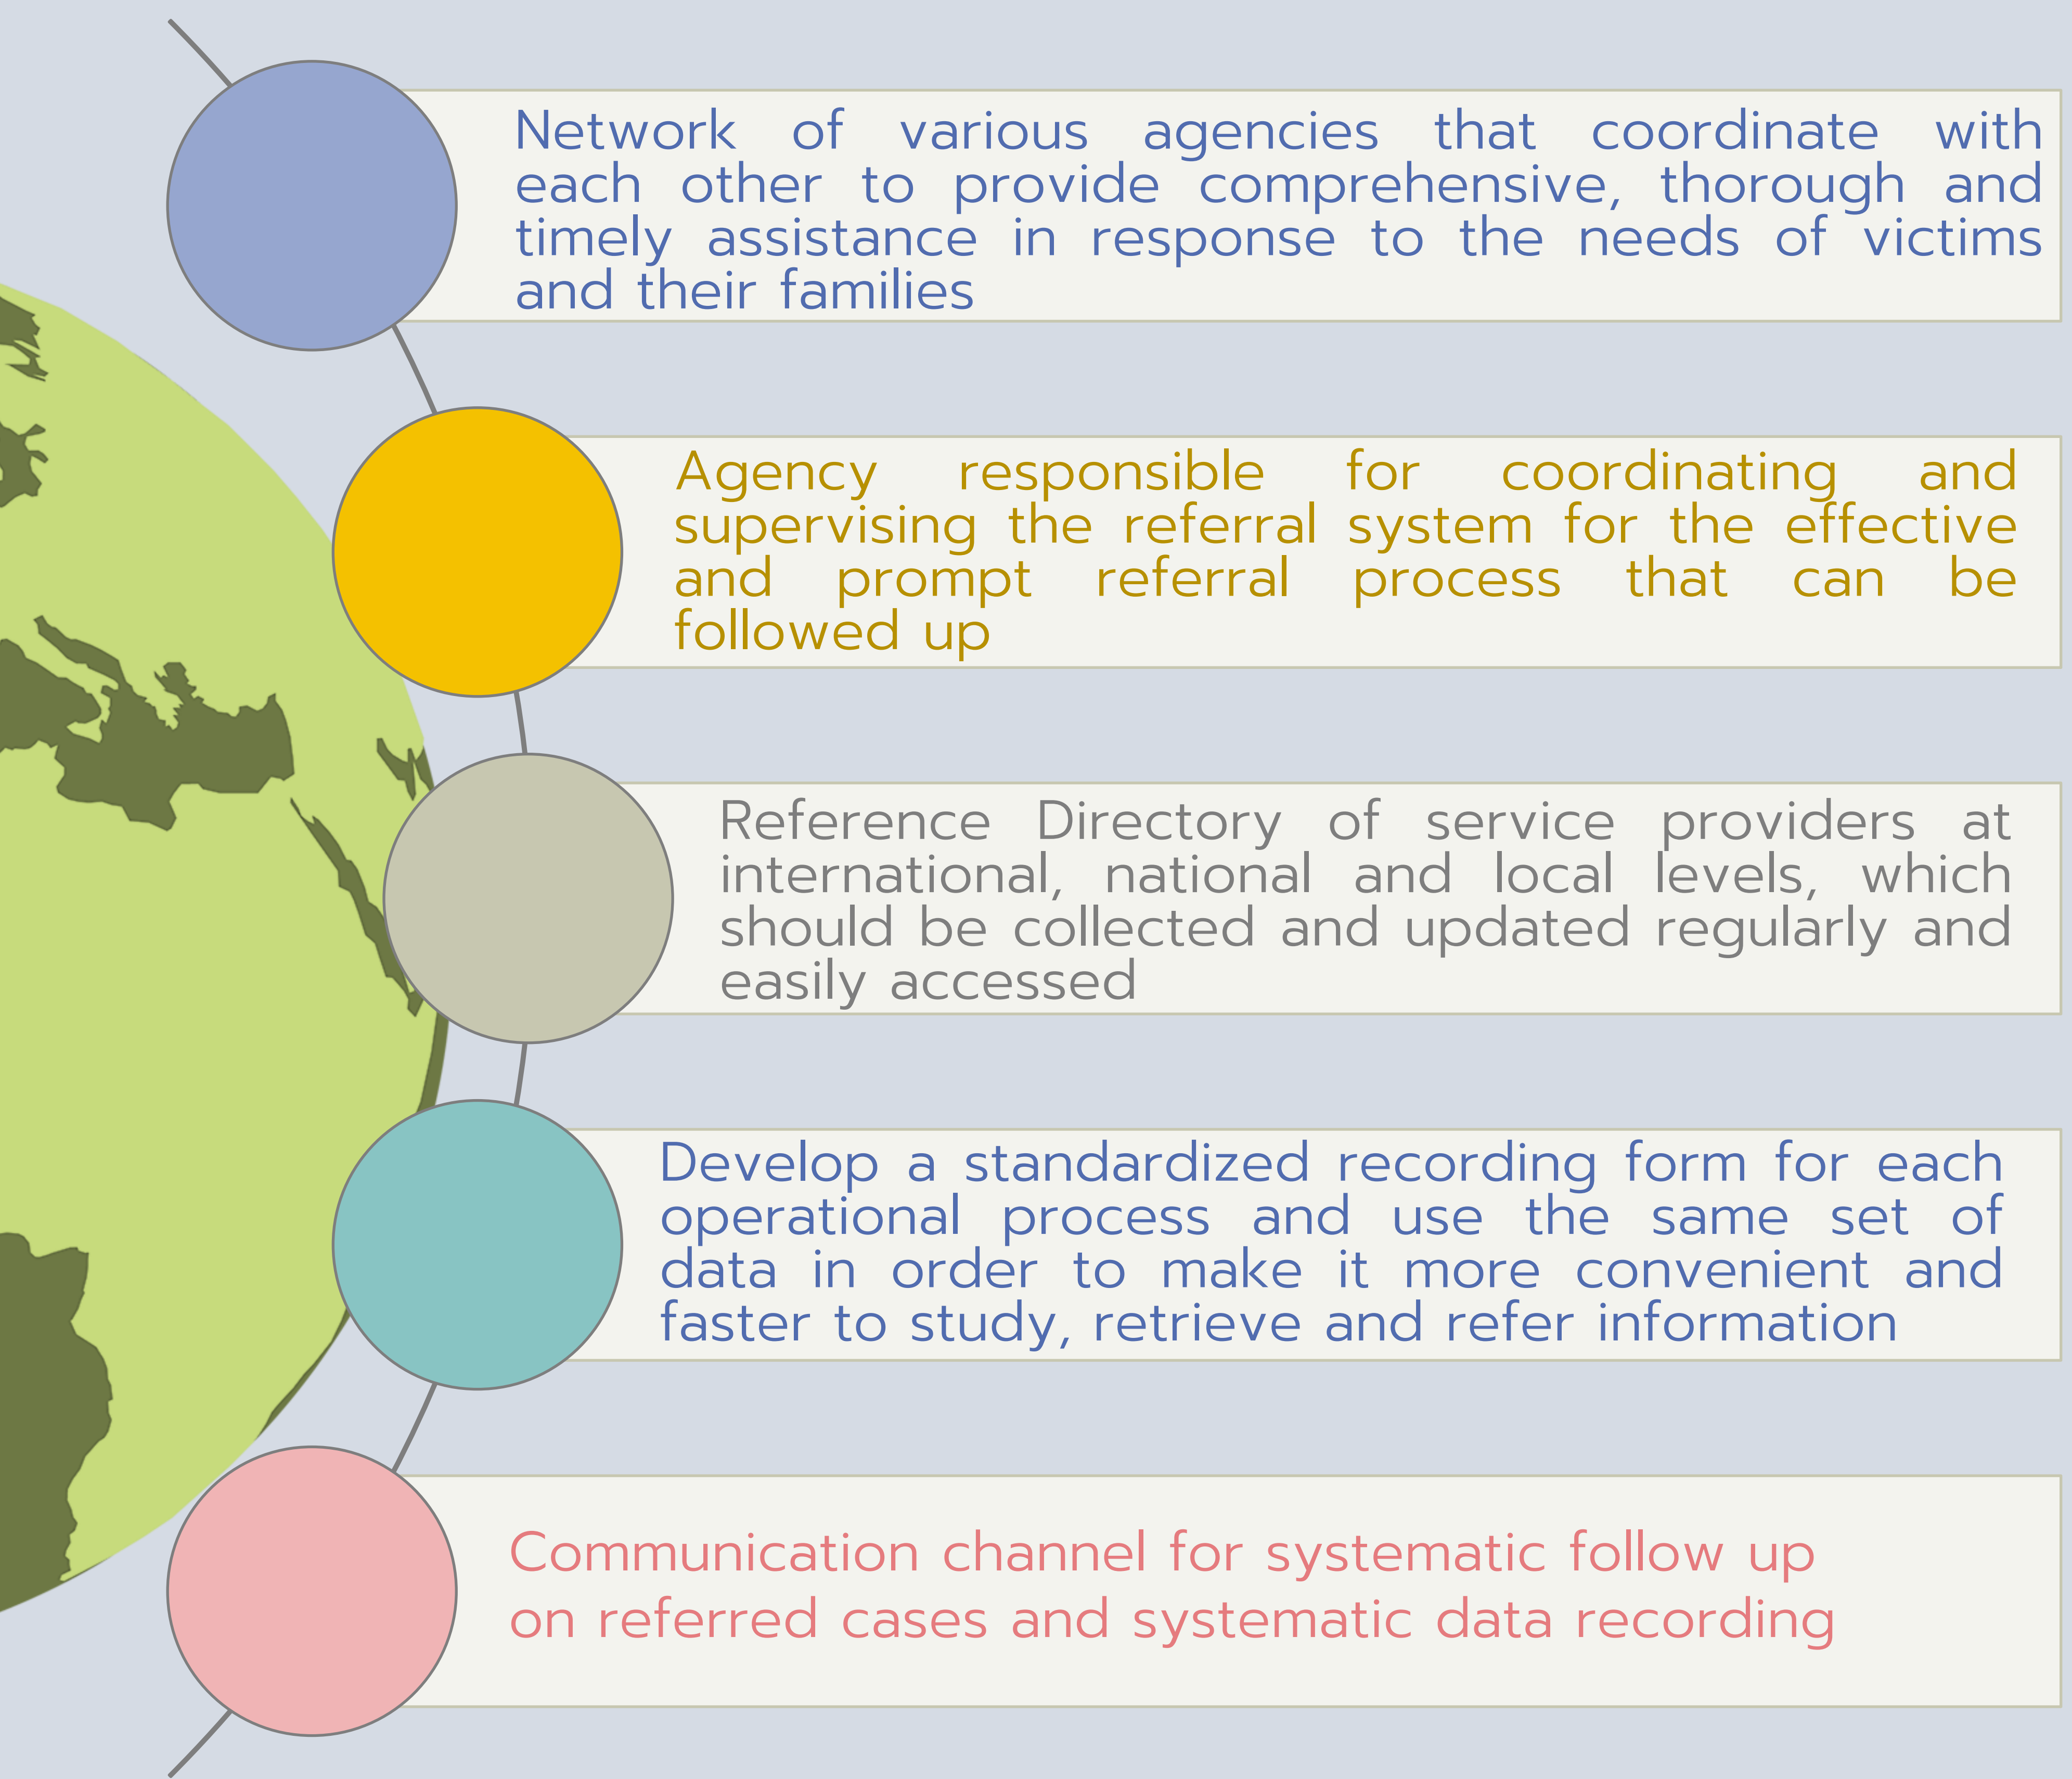 Network of various agencies that coordinate with
each other to provide comprehensive, thorough and
timely assistance in response to the needs of victims
and their families
Agency responsible for coordinating and
supervising the referral system for the effective
and prompt referral process that can be
followed up
Reference Directory of service providers at
international, national and local levels, which
should be collected and updated regularly and
easily accessed
Develop a standardized recording form for each
operational process and use the same set of
data in order to make it more convenient and
faster to study, retrieve and refer information
Communication channel for systematic follow up
on referred cases and systematic data recording